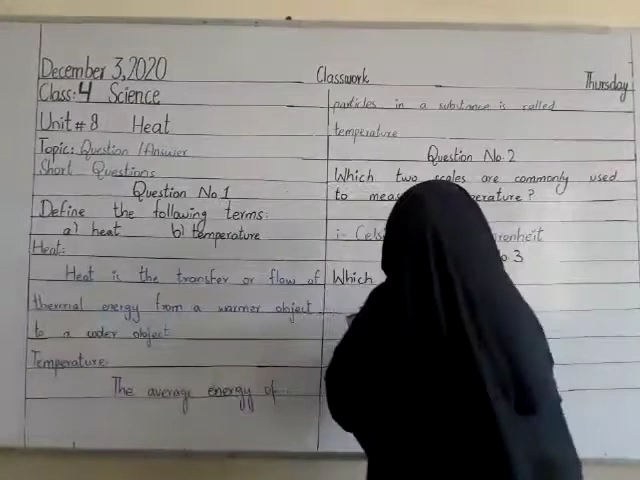 December 3,2020
Classwork
Thursday
Class: 4 Science
Unit # 8 Heat
Topic: Question /Answer
Short Questions
Question No.1
Define the following terms:
a) heat b) temperature
Heat:
Heat is the transfer or flow of
thermal energy from a warmer object
to a cooler object
Temperature:
The average energy of
particles in a substance is called
temperature
Question No.2
Which two scales are commonly used
to
?
i-
3
Which